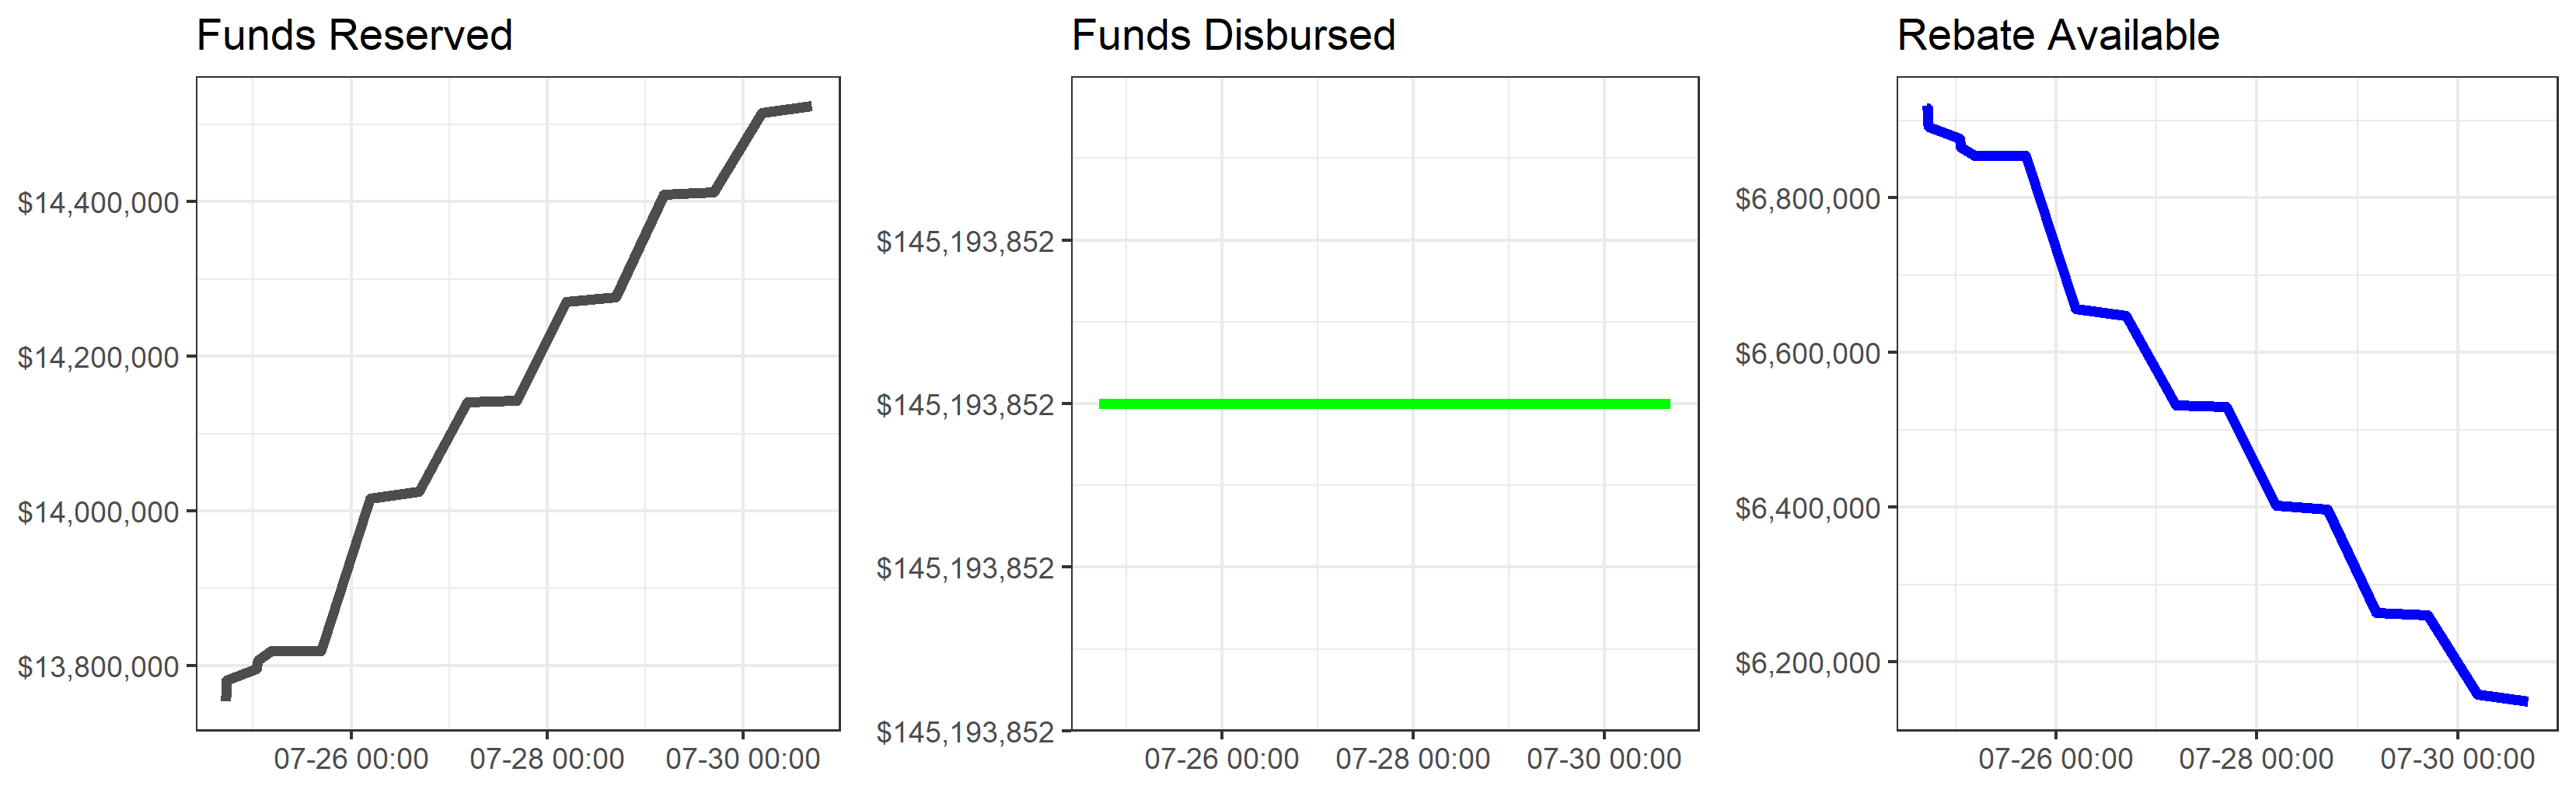 Funds Reserved
$14,400,000
$14,200,000
$14,000,000
$13,800,000
07-26 00:00 07-28 00:00 07-30 00:00
Funds Disbursed
$145,193,852
$145,193,852
$145,193,852
$145,193,852
07-26 00:00 07-28 00:00 07-30 00:00
Rebate Available
$6,800,000
$6,600,000
$6,400,000
$6,200,000
07-26 00:00 07-28 00:00 07-30 00:00